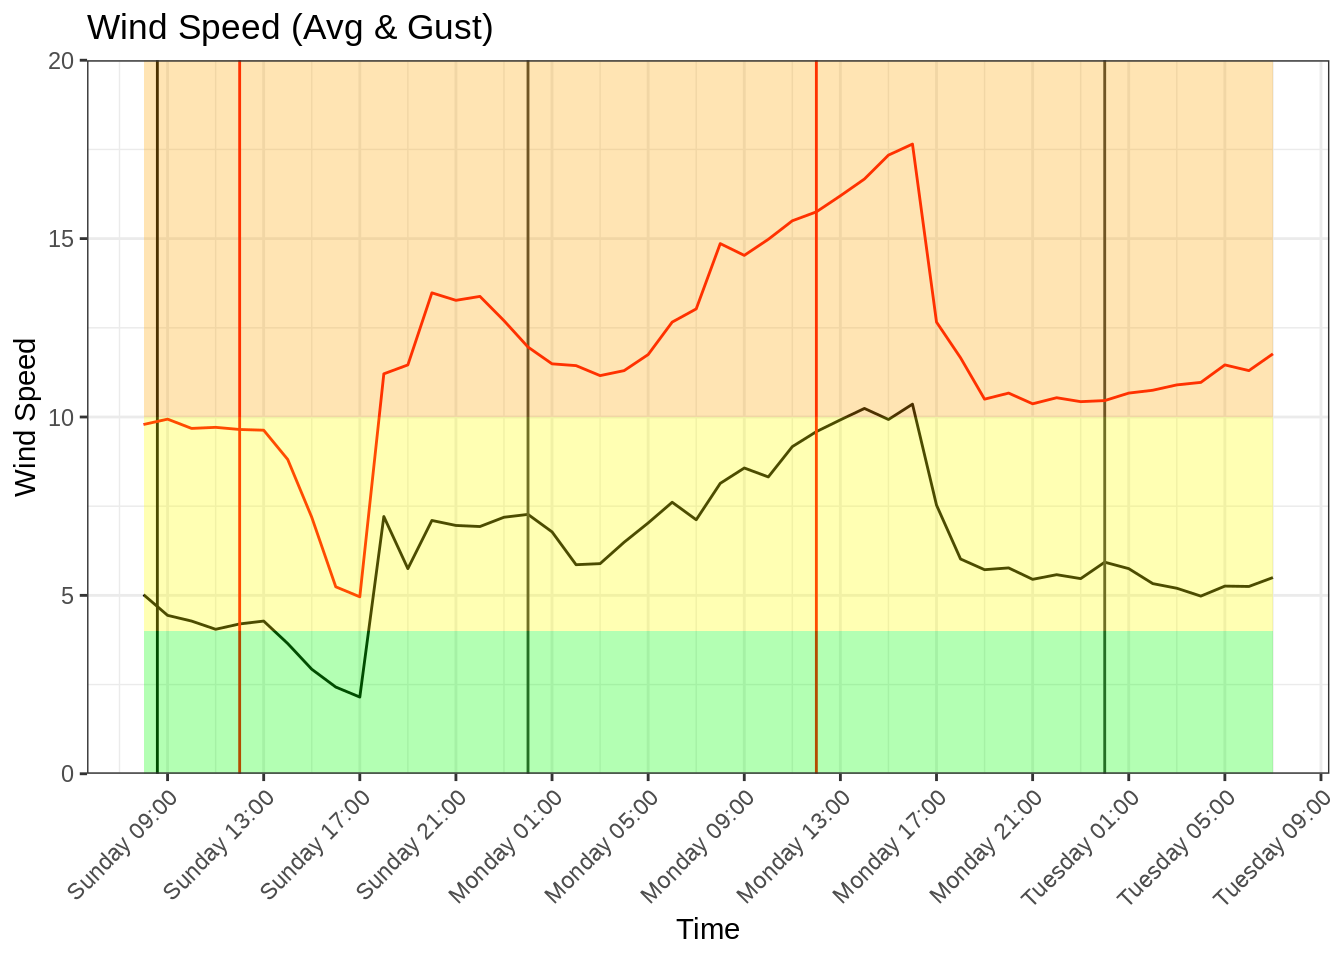 Wind Speed (Avg & Gust)
20
15
10
5
0
Wind Speed
Sunday 09:00
Sunday 13:00
Sunday 17:00
Sunday 21:00
Monday 01:00
Monday 05:00
Monday 09:00
Monday 13:00
Monday 17:00
Monday 21:00
Tuesday 01:00
Tuesday 05:00
Tuesday 09:00
Time